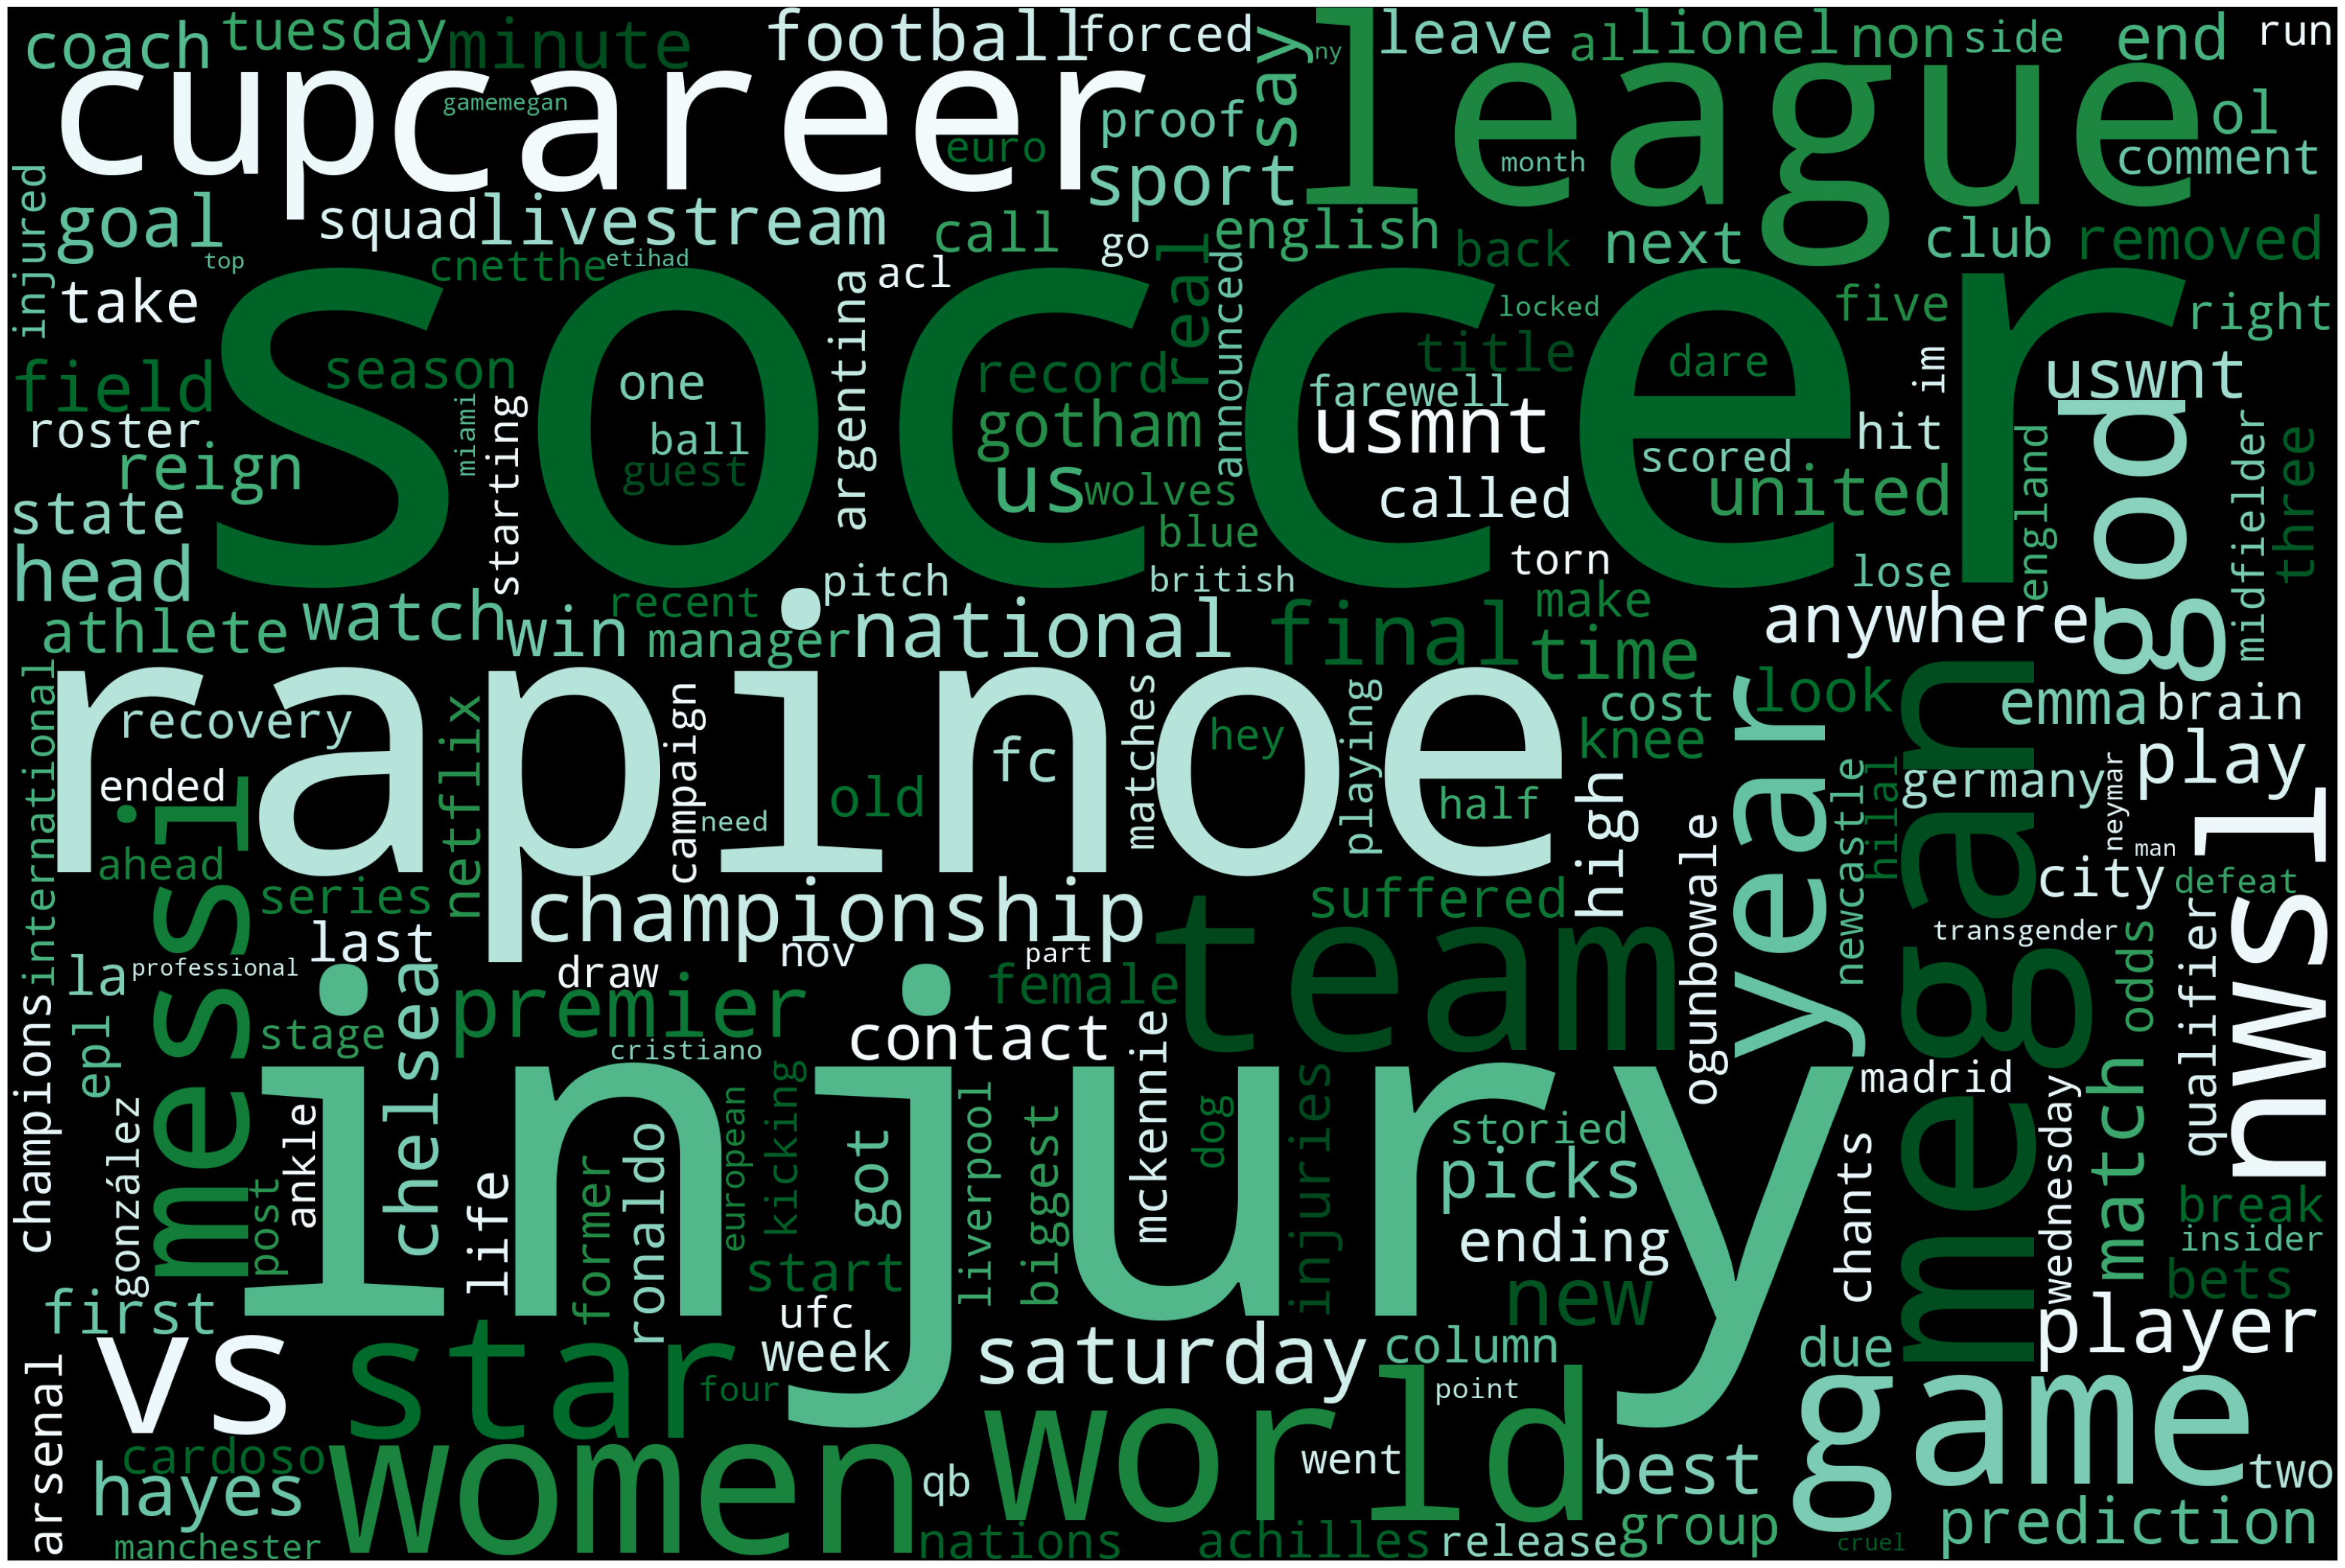 coach
tuesday
minute
football
forced
say
ny
leave
al
lionel
non
side
end
run
cup
career
gamemegan
euro
proof
sport
league
month
ol
comment
injured
goal
top
squad
livestream
cnetthe
etihad
call
go
acl
real
english
announced
back
next
club
removed
take
soccer
locked
five
right
field
season
one
ball
guest
miami
starting
argentina
record
gotham
us
wolves
blue
title
farewell
usmnt
called
dare
scored
united
im
hit
uswnt
god
england
midfielder
three
roster
reign
state
head
torn
lose
athlete
watch
win
recent
manager
pitch
national
british
final
make
time
anywhere
international
recovery
rapinoe
netflix
campaign
need
old
fc
matches
hey
playing
half
cost
knee
look
year
megan
emma
brain
play
ended
ahead
messi
series
high
ogunbowale
newcastle
hilal
germany
neymar
man
city
defeat
nwsl
championship
suffered
last
nov
part
team
transgender
odds
qualifier
champions
la
professional
epl
stage
chelsea
premier
draw
female
contact
cristiano
injury
mckennie
madrid
wednesday
match
gonzález
post
ankle
life
former
ronaldo
european
kicking
got
liverpool
biggest
dog
injuries
storied
picks
ending
chants
break
insider
bets
first
start
ufc
week
new
player
arsenal
vs
star
four
saturday
column
point
due
game
cardoso
hayes
women
qb
world
went
best
two
manchester
nations
achilles
release
group
cruel
prediction